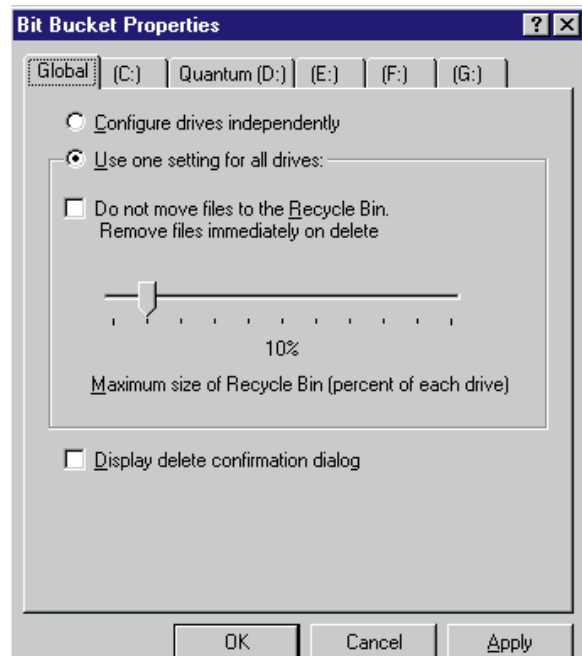 Bit Bucket Properties
Global (C:) Quantum (D:) (E:) (F:) (G:)
Configure drives independently
Use one setting for all drives:
Do not move files to the Recycle Bin.
Remove files immediately on delete
10%
Maximum size of Recycle Bin (percent of each drive)
Display delete confirmation dialog
OK Cancel Apply